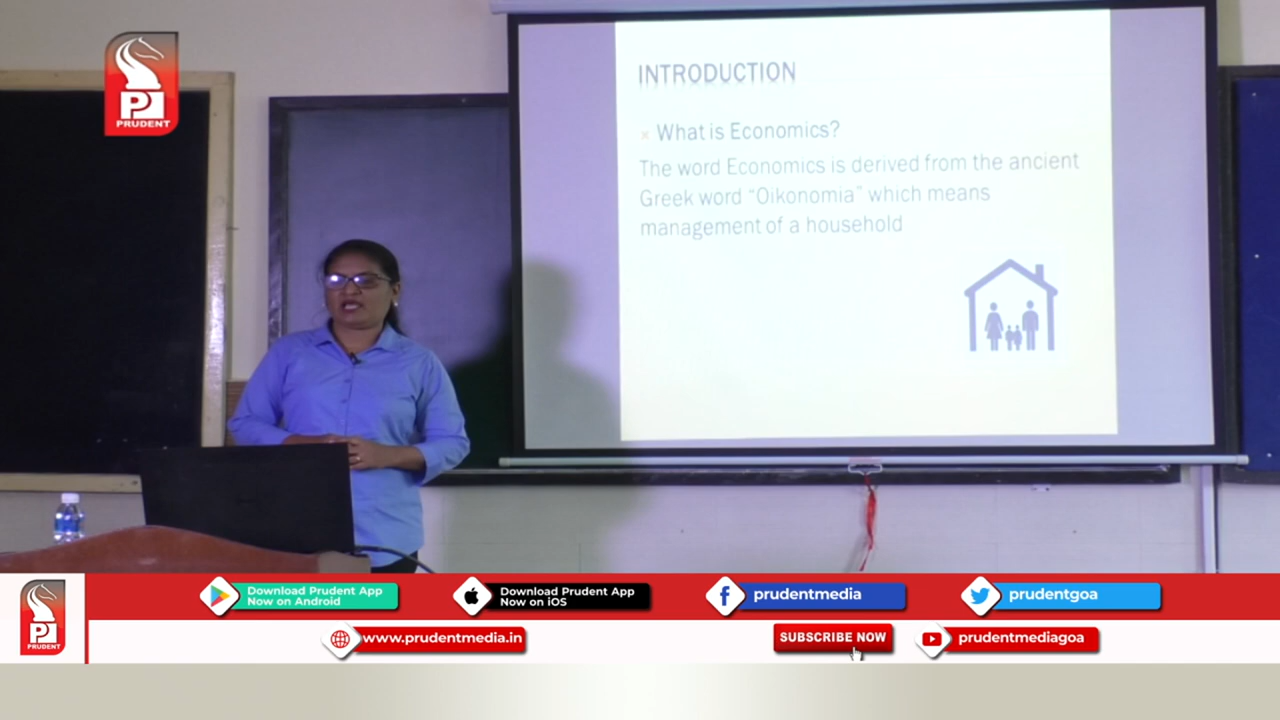 PRUDENT
INTRODUCTION
× What is Economics?
The word Economics is derived from the ancient
Greek word “Oikonomia” which means
management of a household
PRUDENT
Download Prudent App
Now on Android
Download Prudent App
Now on iOS
prudentmedia
prudentgoa
www.prudentmedia.in
SUBSCRIBE NOW
prudentmediagoa